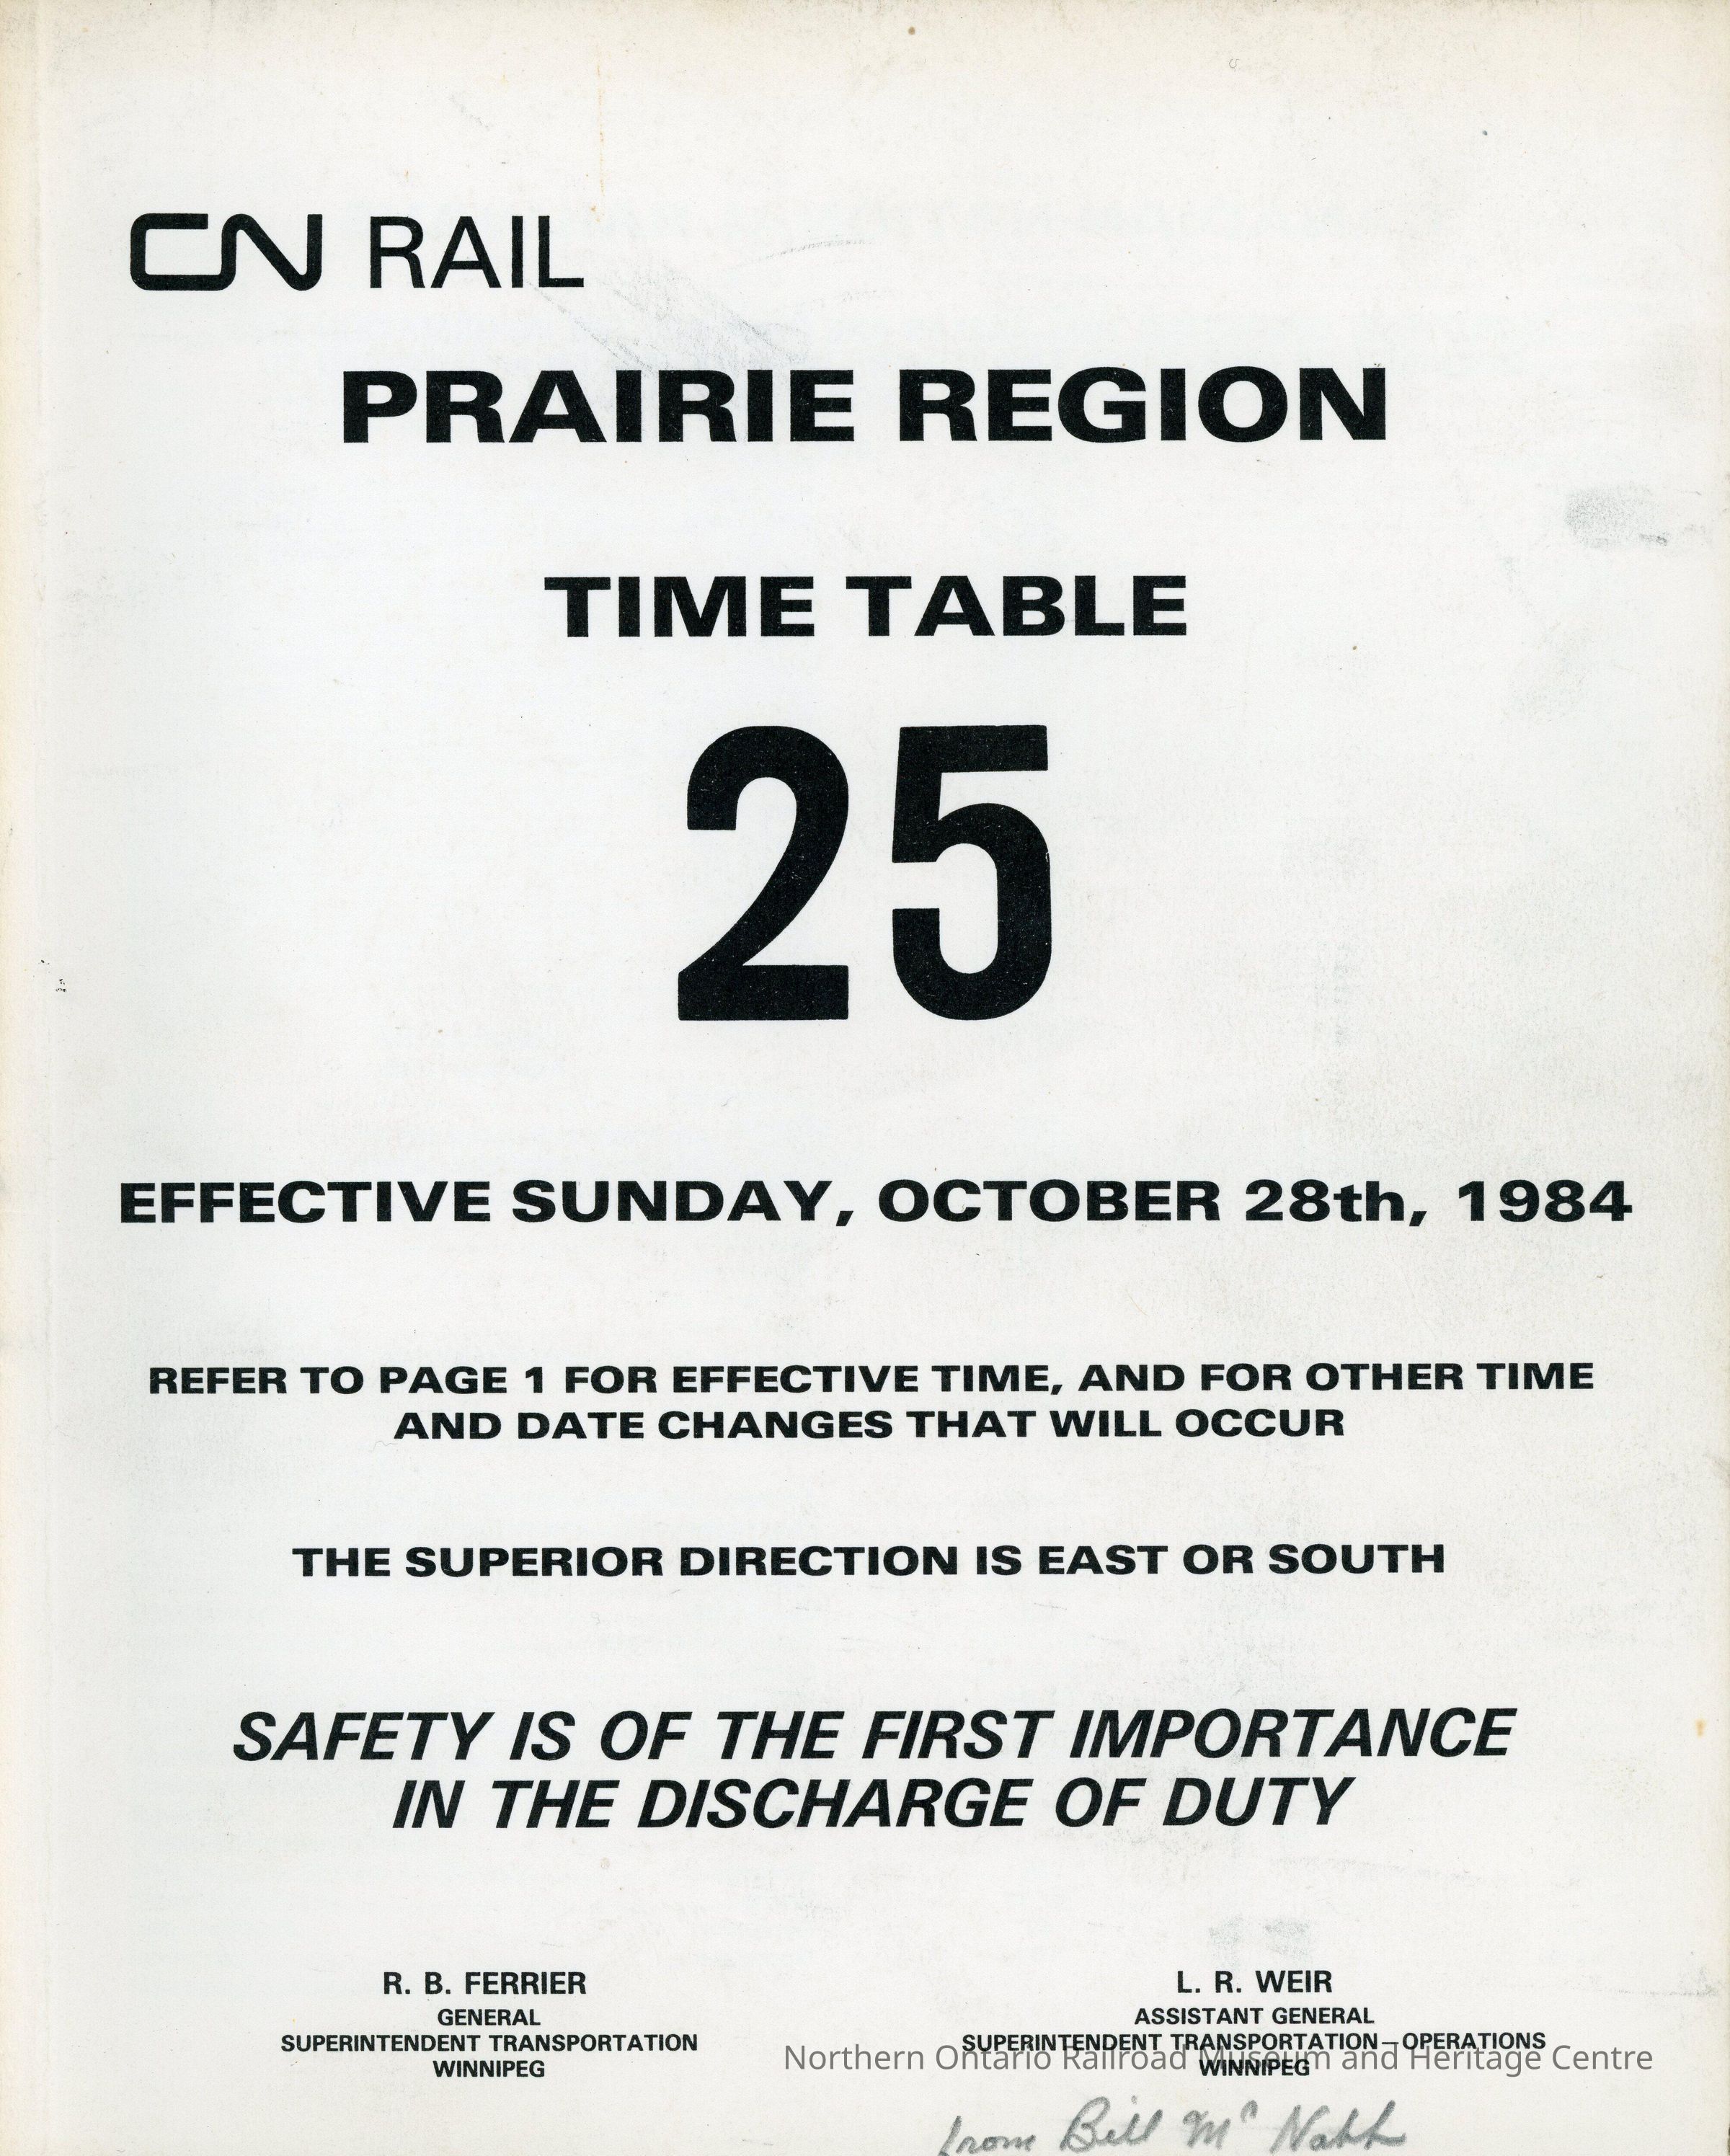 CN RAIL
PRAIRIE REGION
TIME TABLE
25
EFFECTIVE SUNDAY, OCTOBER 28th, 1984
REFER TO PAGE 1 FOR EFFECTIVE TIME, AND FOR OTHER TIME
AND DATE CHANGES THAT WILL OCCUR
THE SUPERIOR DIRECTION IS EAST OR SOUTH
SAFETY IS OF THE FIRST IMPORTANCE
IN THE DISCHARGE OF DUTY
R. B. FERRIER
GENERAL
SUPERINTENDENT TRANSPORTATION
WINNIPEG
L. R. WEIR
ASSISTANT GENERAL
SUPERINTENDENT TRANSPORTATION-OPERATIONS
WINNIPEG
Northern Ontario Railroad Museum and Heritage Centre
from Bill Mc Nabb